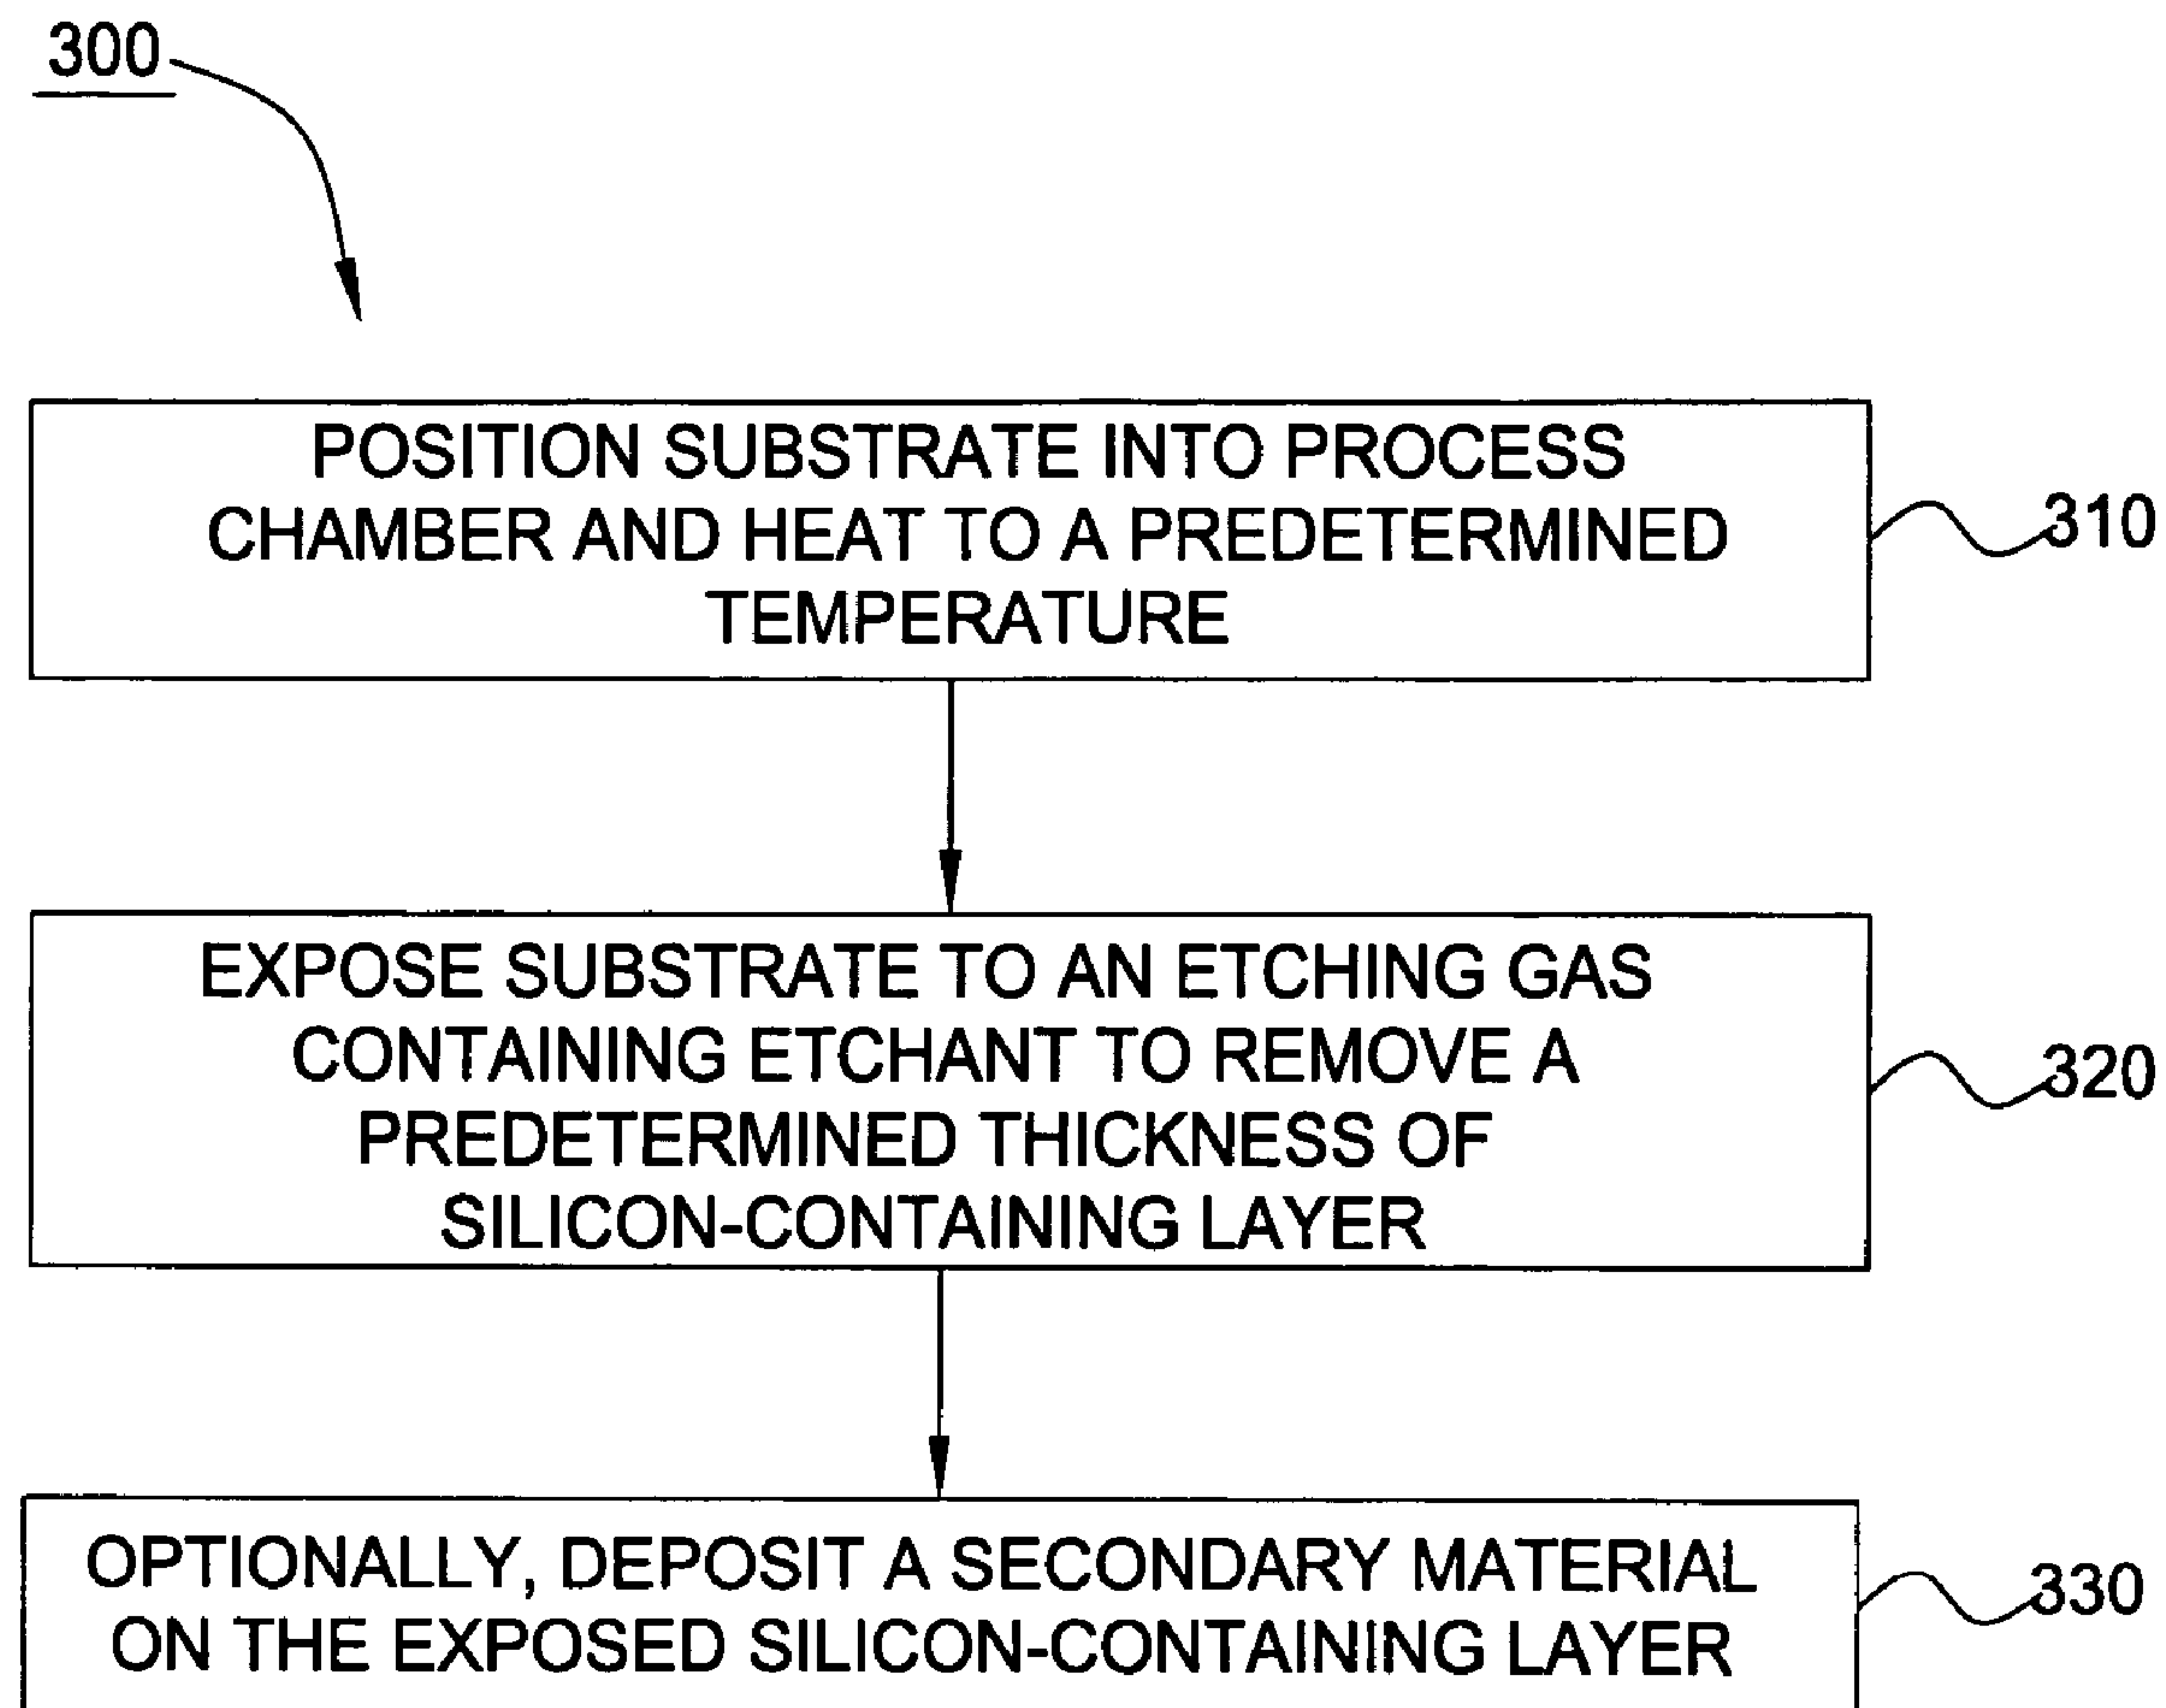 300
POSITION SUBSTRATE INTO PROCESS
CHAMBER AND HEAT TO A PREDETERMINED
TEMPERATURE
310
EXPOSE SUBSTRATE TO AN ETCHING GAS
CONTAINING ETCHANT TO REMOVE A
PREDETERMINED THICKNESS OF
SILICON-CONTAINING LAYER
320
OPTIONALLY, DEPOSIT A SECONDARY MATERIAL
ON THE EXPOSED SILICON-CONTAINING LAYER
330